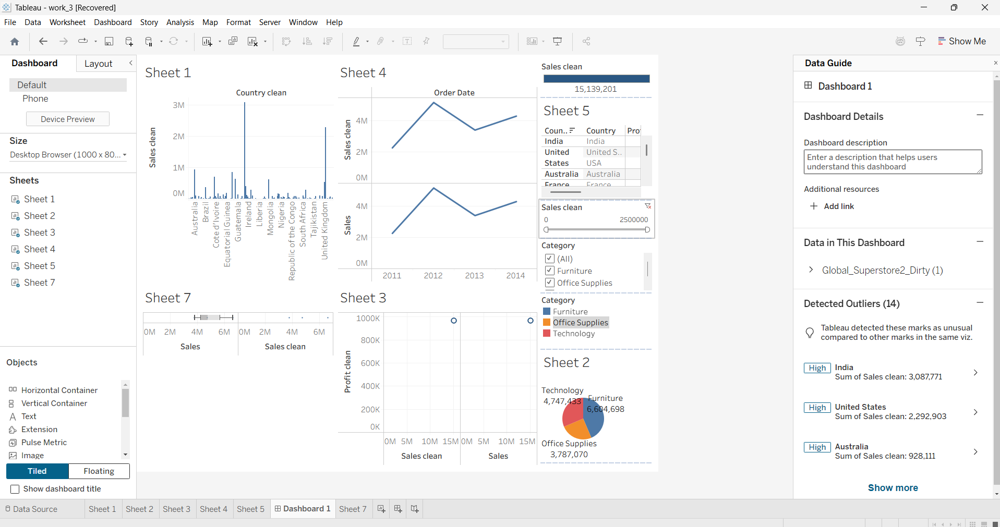 Tableau - work_3 [Recovered]
File Data Worksheet Dashboard Story Analysis Map Format Server Window Help
Show Me
Dashboard
Layout
Default
Phone
Device Preview
Size
Desktop Browser (1000 x 80...
Sheets
Sheet 1
Sheet 2
Sheet 3
Sheet 4
Sheet 5
Sheet 7
Objects
Horizontal Container
Vertical Container
Text
Extension
Pulse Metric
Image
Tiled
Floating
Show dashboard title
Sheet 1
Country clean
Sales clean
3M
2M
1M
0M
Australia
Brazil
Cote d'Ivoire
Equatorial Guinea
Guatemala
Ireland
Liberia
Mongolia
Nigeria
Republic of the Congo
South Africa
Tajikistan
United Kingdom
Sheet 4
Order Date
Sales clean
4M
2M
0M
Sales
4M
2M
0M
2011 2012 2013 2014
Sheet 7
0M 2M 4M 6M 0M 2M 4M 6M
Sales
Sales clean
Sheet 3
Profit clean
1000K
800K
600K
400K
200K
0K
0M 5M 10M 15M 0M 5M 10M 15M
Sales clean
Sales
Sales clean
15,139,201
Sheet 5
Coun.. Country Pro
India India
United United S..
States USA
Australia Australia
France France
Sales clean
0 2500000
Category
(All)
Furniture
Office Supplies
Category
Furniture
Office Supplies
Technology
Sheet 2
Technology
4,747,433
Furniture
6,604,698
Office Supplies
3,787,070
Data Guide
Dashboard 1
Dashboard Details
Dashboard description
Enter a description that helps users
understand this dashboard
Additional resources
Add link
Data in This Dashboard
Global_Superstore2_Dirty (1)
Detected Outliers (14)
Tableau detected these marks as unusual
compared to other marks in the same viz.
High India
Sum of Sales clean: 3,087,771
High United States
Sum of Sales clean: 2,292,903
High Australia
Sum of Sales clean: 928,111
Show more
Data Source Sheet 1 Sheet 2 Sheet 3 Sheet 4 Sheet 5 Dashboard 1 Sheet 7